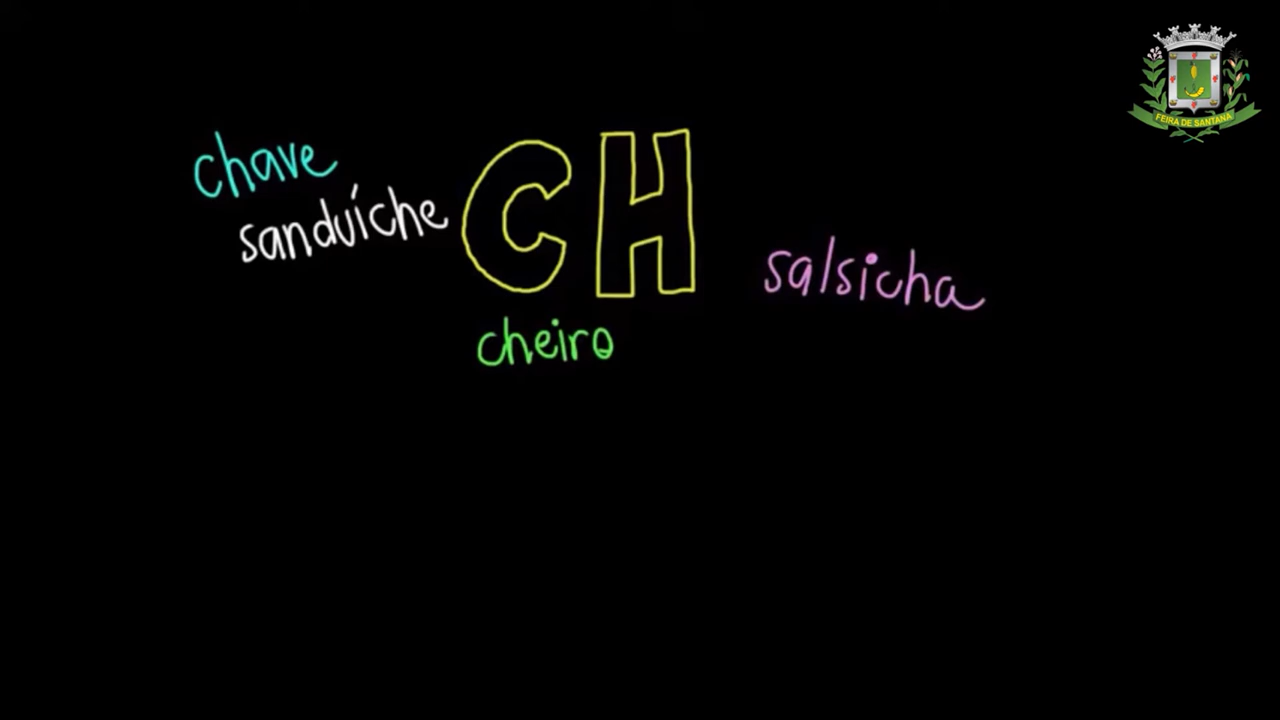 chave
sanduíche
CH
salsicha
cheiro
FEIRA DE SANTANA